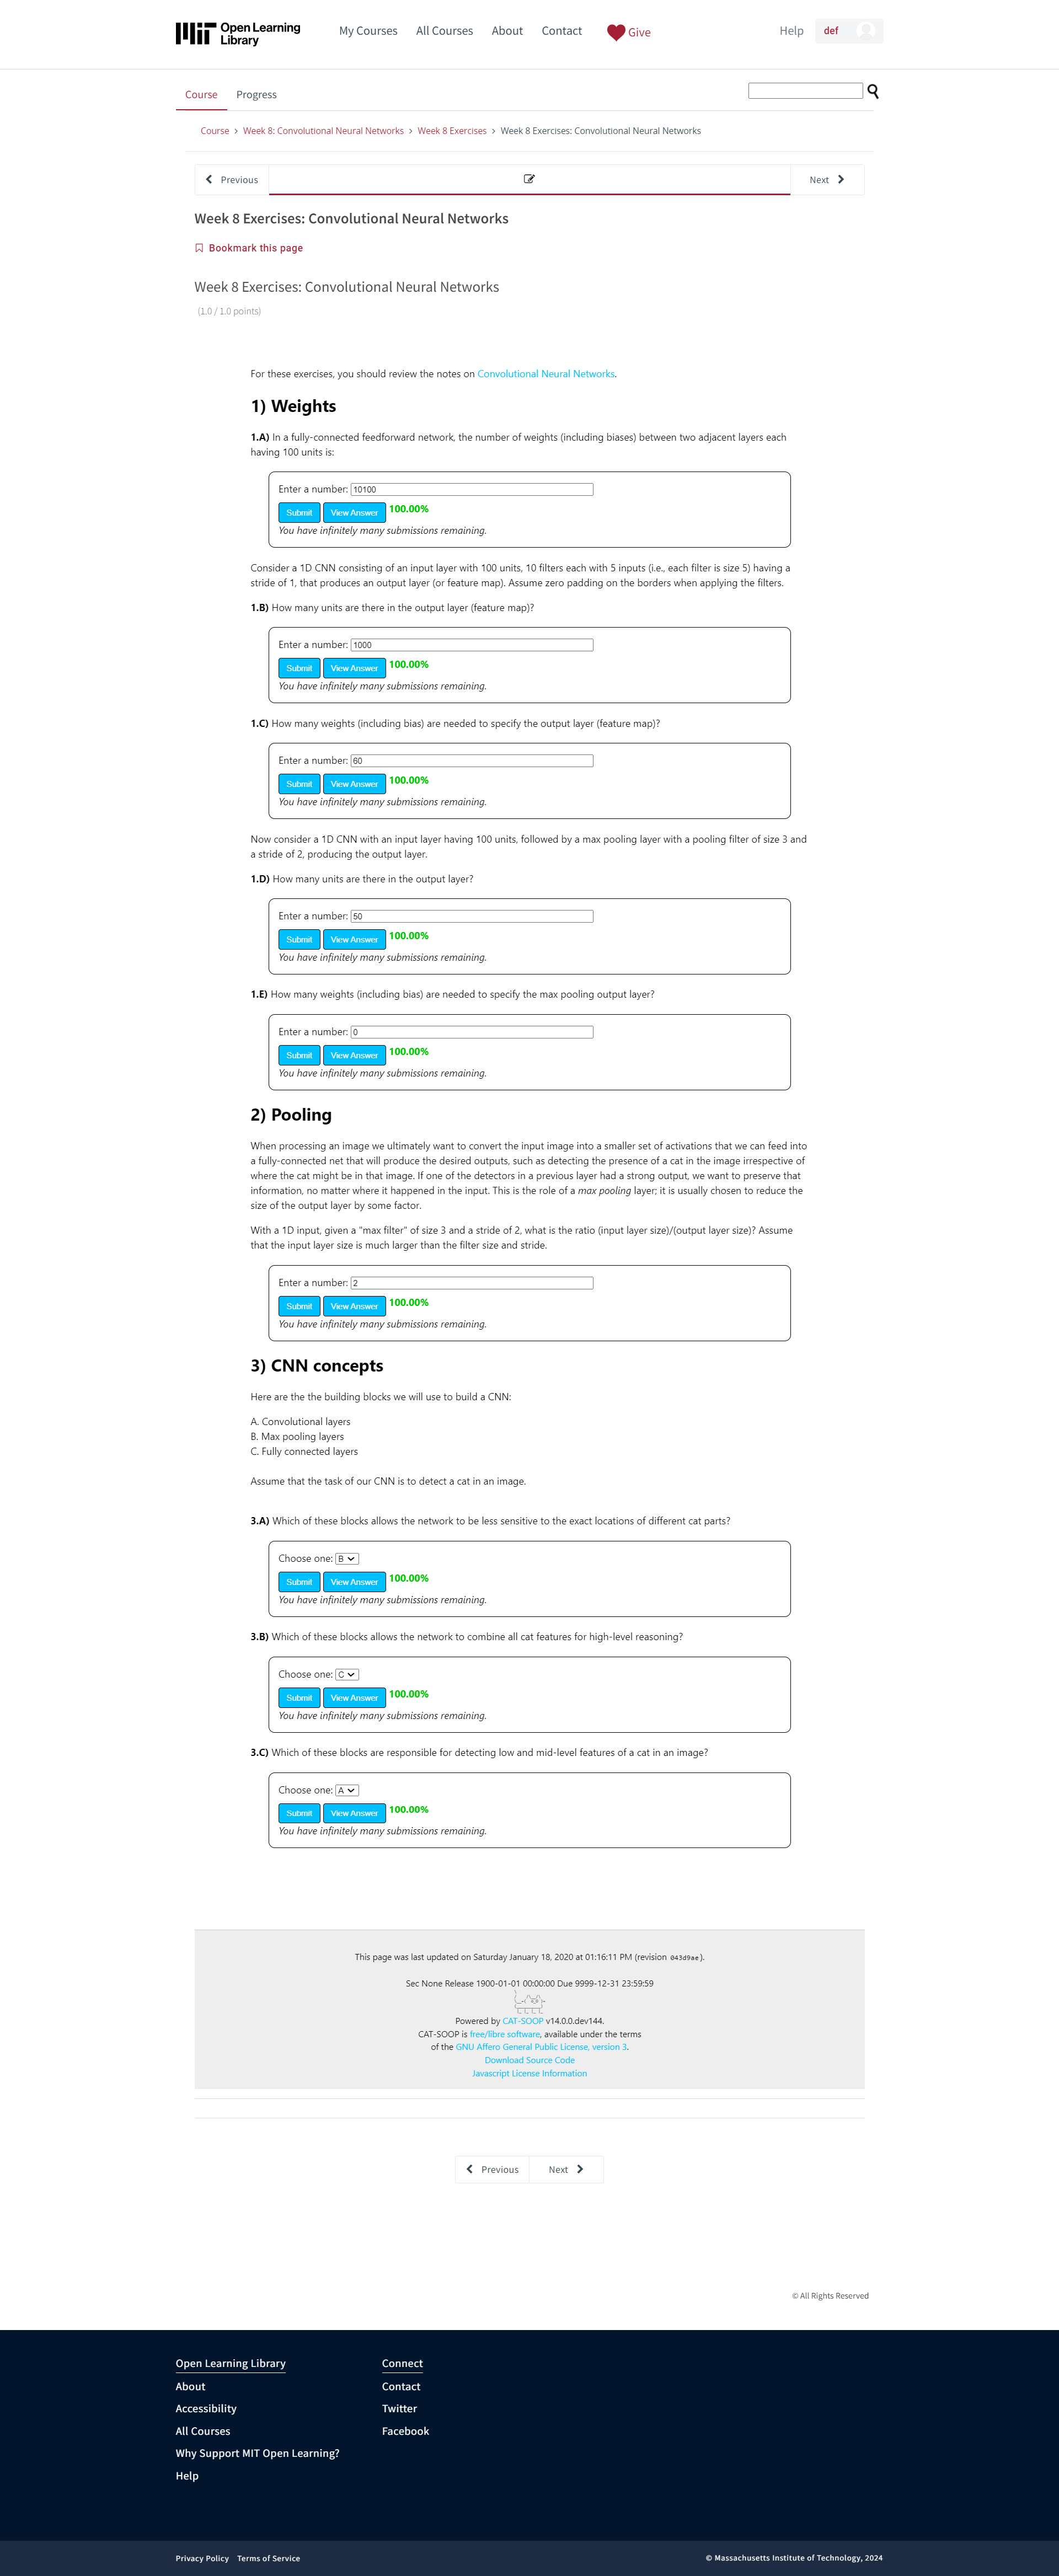 MIT Open Learning Library
My Courses
All Courses
About
Contact
Give
Help
def
Course
Progress
Course > Week 8: Convolutional Neural Networks > Week 8 Exercises > Week 8 Exercises: Convolutional Neural Networks
Previous
Next
Week 8 Exercises: Convolutional Neural Networks
Bookmark this page
Week 8 Exercises: Convolutional Neural Networks
(1.0 / 1.0 points)
For these exercises, you should review the notes on Convolutional Neural Networks.
1) Weights
1.A) In a fully-connected feedforward network, the number of weights (including biases) between two adjacent layers each
having 100 units is:
Enter a number: 10100
Submit View Answer 100.00%
You have infinitely many submissions remaining.
Consider a 1D CNN consisting of an input layer with 100 units, 10 filters each with 5 inputs (i.e., each filter is size 5) having a
stride of 1, that produces an output layer (or feature map). Assume zero padding on the borders when applying the filters.
1.B) How many units are there in the output layer (feature map)?
Enter a number: 1000
Submit View Answer 100.00%
You have infinitely many submissions remaining.
1.C) How many weights (including bias) are needed to specify the output layer (feature map)?
Enter a number: 60
Submit View Answer 100.00%
You have infinitely many submissions remaining.
Now consider a 1D CNN with an input layer having 100 units, followed by a max pooling layer with a pooling filter of size 3 and
a stride of 2, producing the output layer.
1.D) How many units are there in the output layer?
Enter a number: 50
Submit View Answer 100.00%
You have infinitely many submissions remaining.
1.E) How many weights (including bias) are needed to specify the max pooling output layer?
Enter a number: 0
Submit View Answer 100.00%
You have infinitely many submissions remaining.
2) Pooling
When processing an image we ultimately want to convert the input image into a smaller set of activations that we can feed into
a fully-connected net that will produce the desired outputs, such as detecting the presence of a cat in the image irrespective of
where the cat might be in that image. If one of the detectors in a previous layer had a strong output, we want to preserve that
information, no matter where it happened in the input. This is the role of a max pooling layer; it is usually chosen to reduce the
size of the output layer by some factor.
With a 1D input, given a "max filter" of size 3 and a stride of 2, what is the ratio (input layer size)/(output layer size)? Assume
that the input layer size is much larger than the filter size and stride.
Enter a number: 2
Submit View Answer 100.00%
You have infinitely many submissions remaining.
3) CNN concepts
Here are the the building blocks we will use to build a CNN:
A. Convolutional layers
B. Max pooling layers
C. Fully connected layers
Assume that the task of our CNN is to detect a cat in an image.
3.A) Which of these blocks allows the network to be less sensitive to the exact locations of different cat parts?
Choose one: B
Submit View Answer 100.00%
You have infinitely many submissions remaining.
3.B) Which of these blocks allows the network to combine all cat features for high-level reasoning?
Choose one: C
Submit View Answer 100.00%
You have infinitely many submissions remaining.
3.C) Which of these blocks are responsible for detecting low and mid-level features of a cat in an image?
Choose one: A
Submit View Answer 100.00%
You have infinitely many submissions remaining.
This page was last updated on Saturday January 18, 2020 at 01:16:11 PM (revision 043d9ae).
Sec None Release 1900-01-01 00:00:00 Due 9999-12-31 23:59:59
Powered by CAT-SOOP v14.0.0.dev144.
CAT-SOOP is free/libre software, available under the terms
of the GNU Affero General Public License, version 3.
Download Source Code
Javascript License Information
Previous
Next
© All Rights Reserved
Open Learning Library
About
Accessibility
All Courses
Why Support MIT Open Learning?
Help
Connect
Contact
Twitter
Facebook
Privacy Policy Terms of Service
© Massachusetts Institute of Technology, 2024